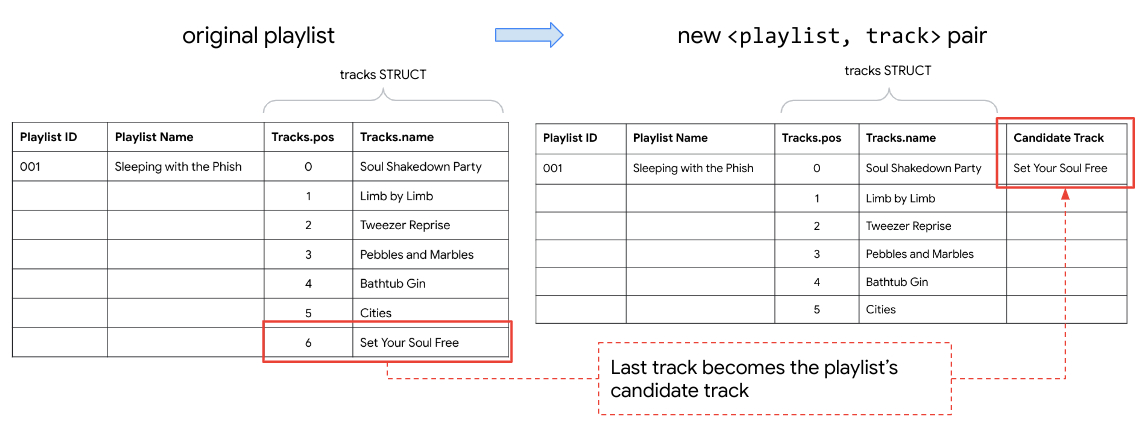 original playlist
new <playlist, track> pair
tracks STRUCT
tracks STRUCT
Playlist ID Playlist Name Tracks.pos Tracks.name
001 Sleeping with the Phish 0 Soul Shakedown Party
1 Limb by Limb
2 Tweezer Reprise
3 Pebbles and Marbles
4 Bathtub Gin
5 Cities
6 Set Your Soul Free
Playlist ID Playlist Name Tracks.pos Tracks.name Candidate Track
001 Sleeping with the Phish 0 Soul Shakedown Party Set Your Soul Free
1 Limb by Limb
2 Tweezer Reprise
3 Pebbles and Marbles
4 Bathtub Gin
5 Cities
Last track becomes the playlist's
candidate track